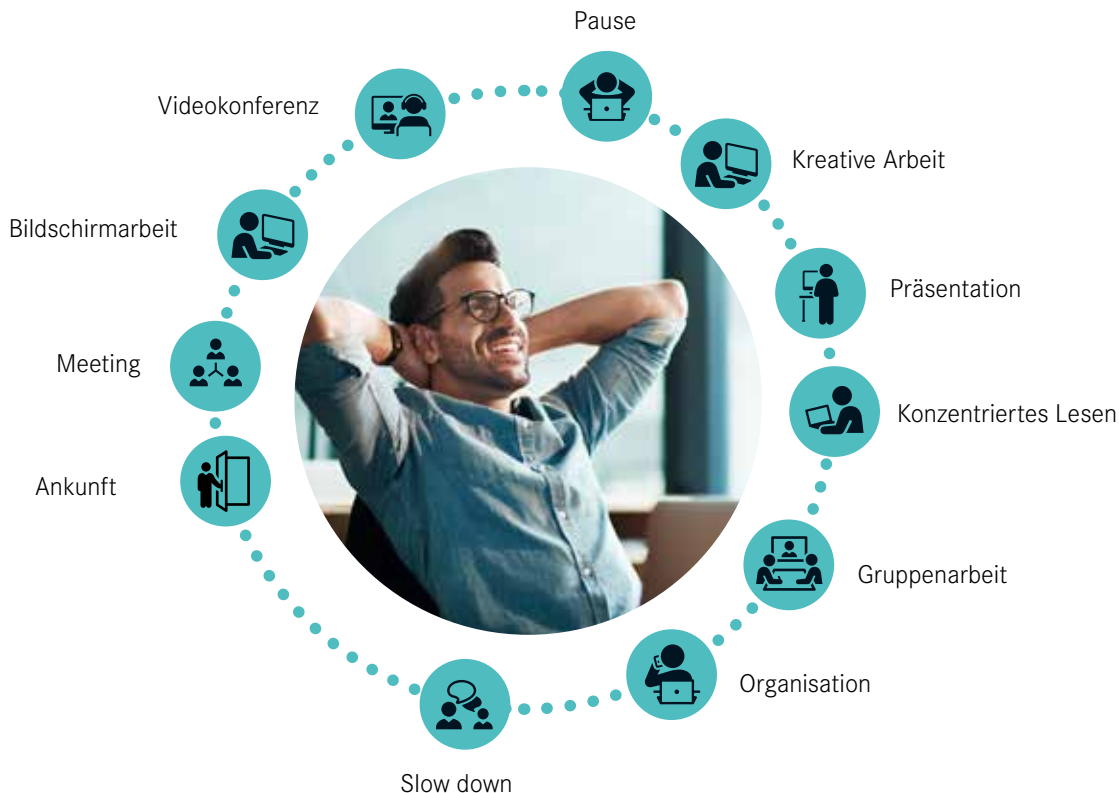 Pause
Videokonferenz
Kreative Arbeit
Bildschirmarbeit
Präsentation
Meeting
Konzentriertes Lesen
Ankunft
Gruppenarbeit
Organisation
Slow down